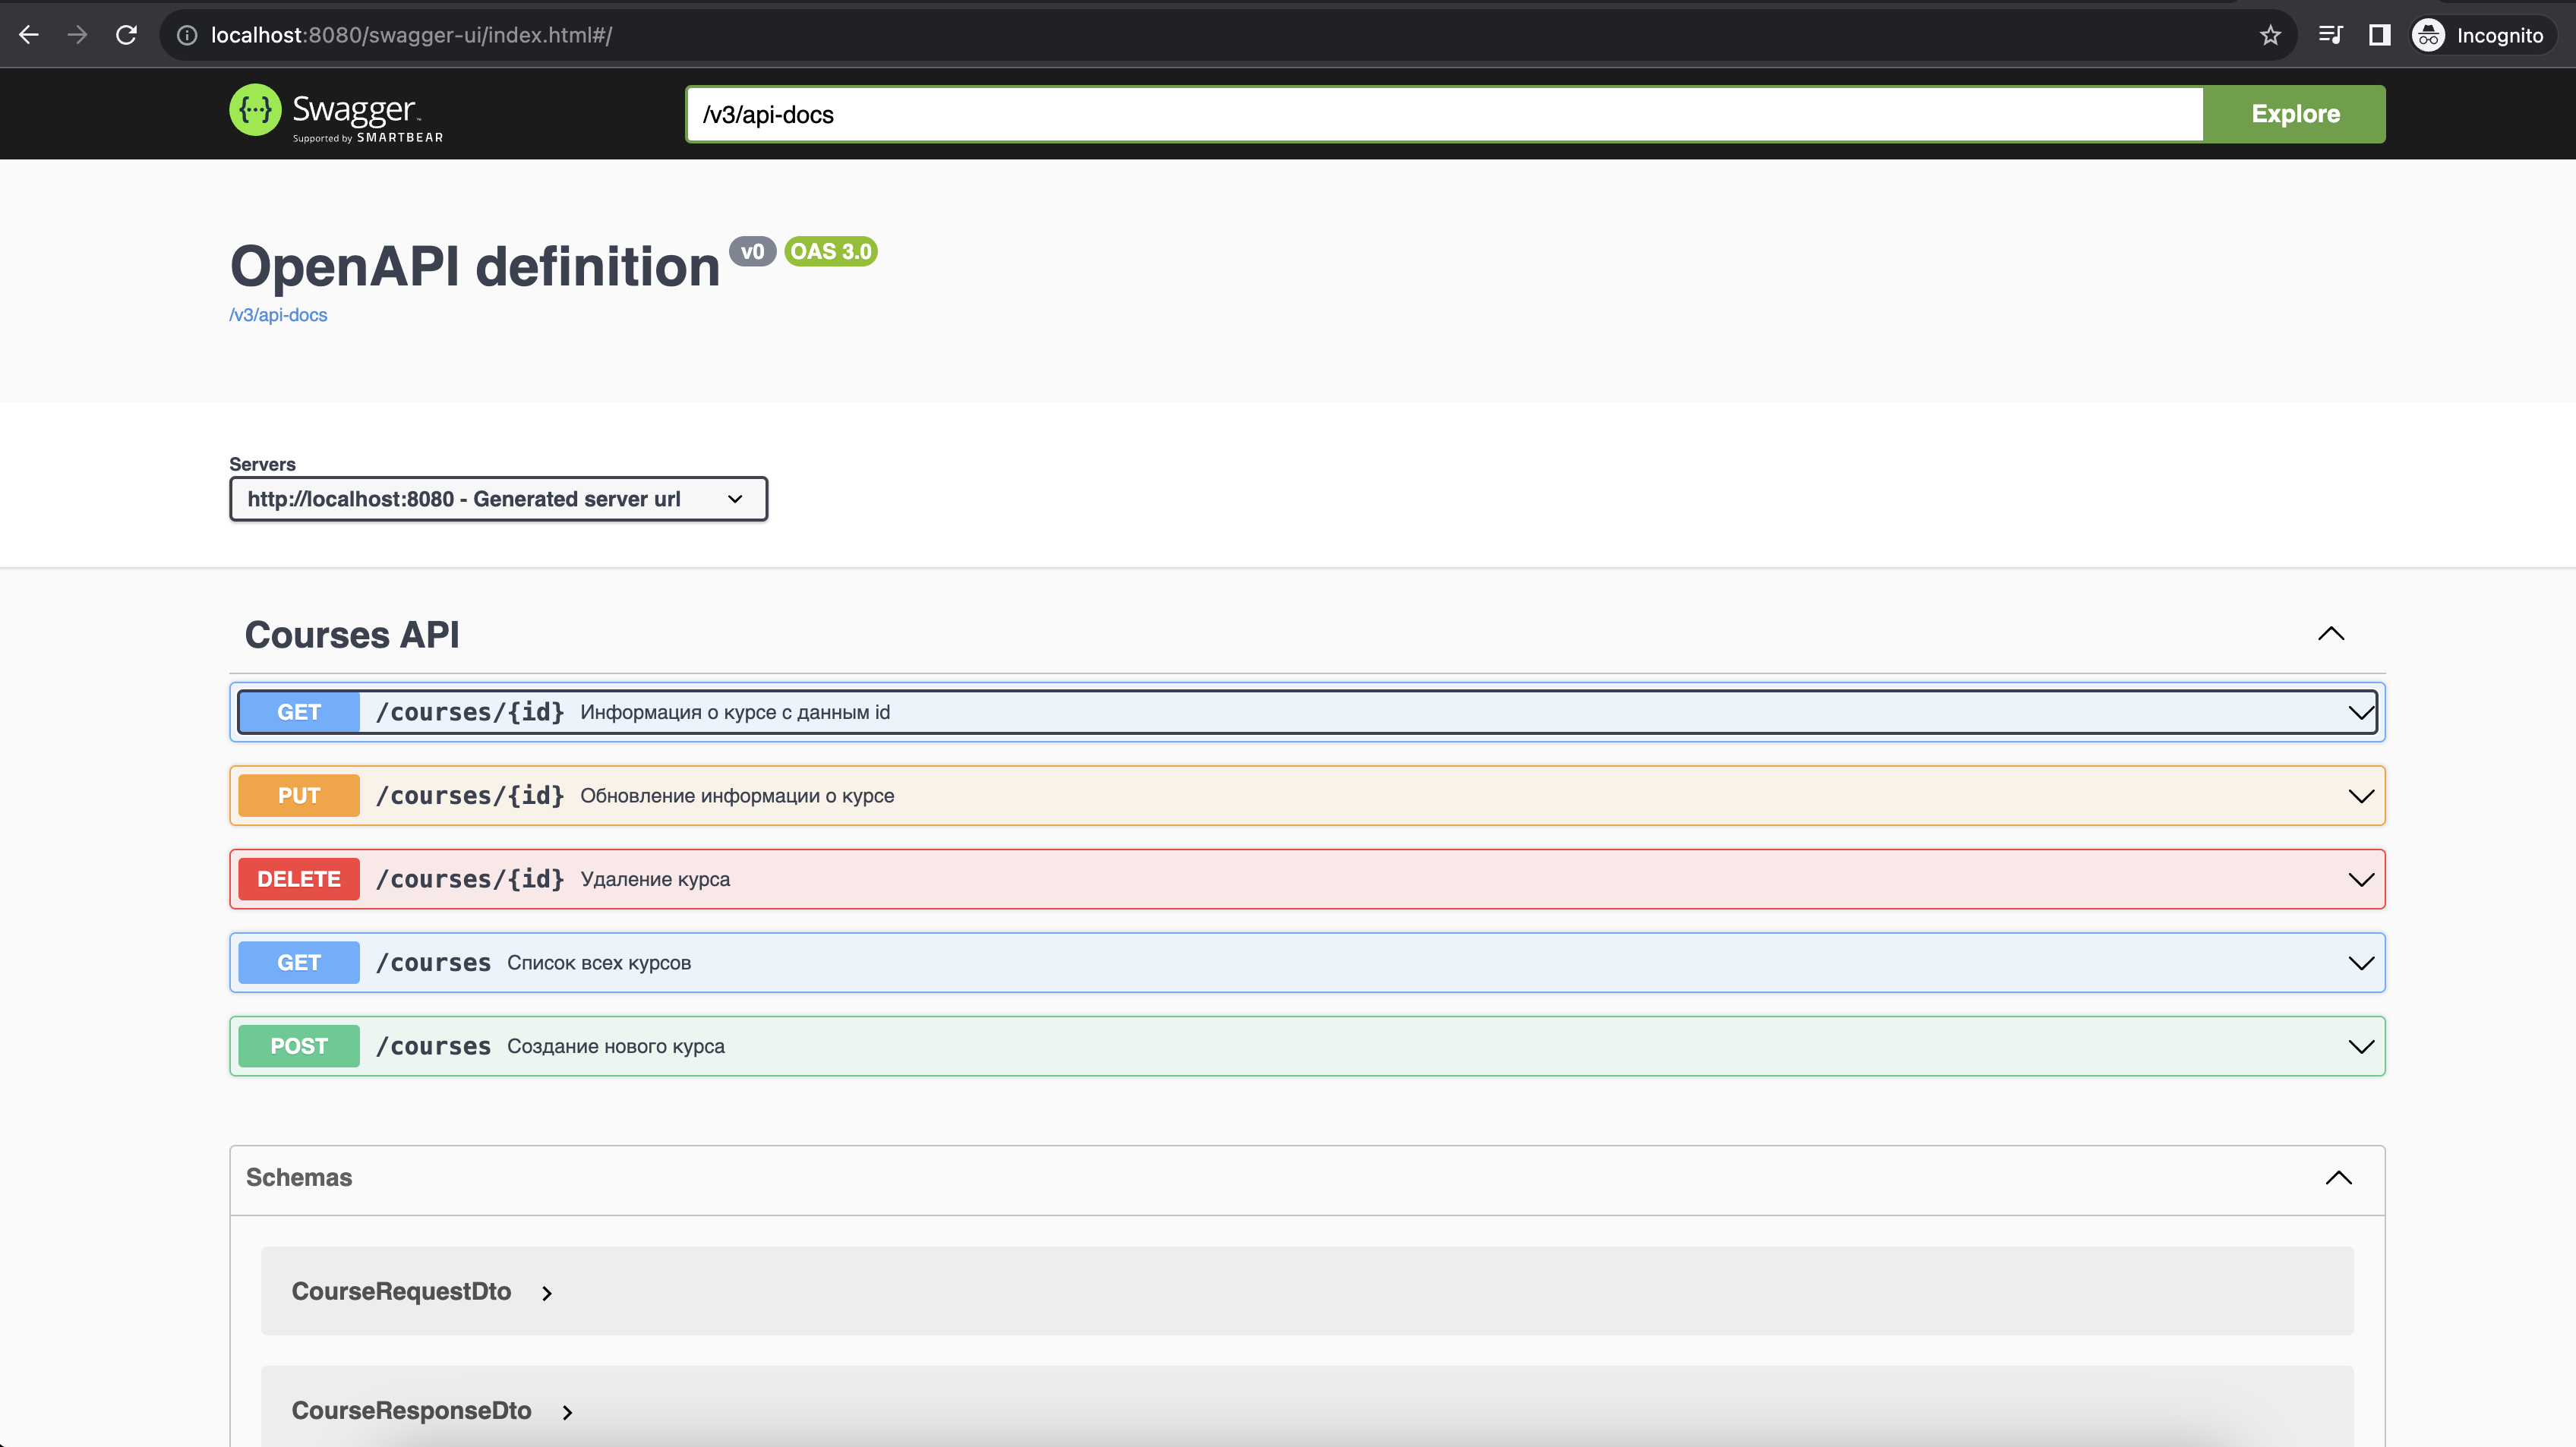 localhost:8080/swagger-ui/index.html#/
Incognito
Swagger™
Supported by SMARTBEAR
/v3/api-docs
Explore
OpenAPI definition v0 OAS 3.0
/v3/api-docs
Servers
http://localhost:8080 - Generated server url
Courses API
GET /courses/{id} Информация о курсе с данным id
PUT /courses/{id} Обновление информации о курсе
DELETE /courses/{id} Удаление курса
GET /courses Список всех курсов
POST /courses Создание нового курса
Schemas
CourseRequestDto
CourseResponseDto